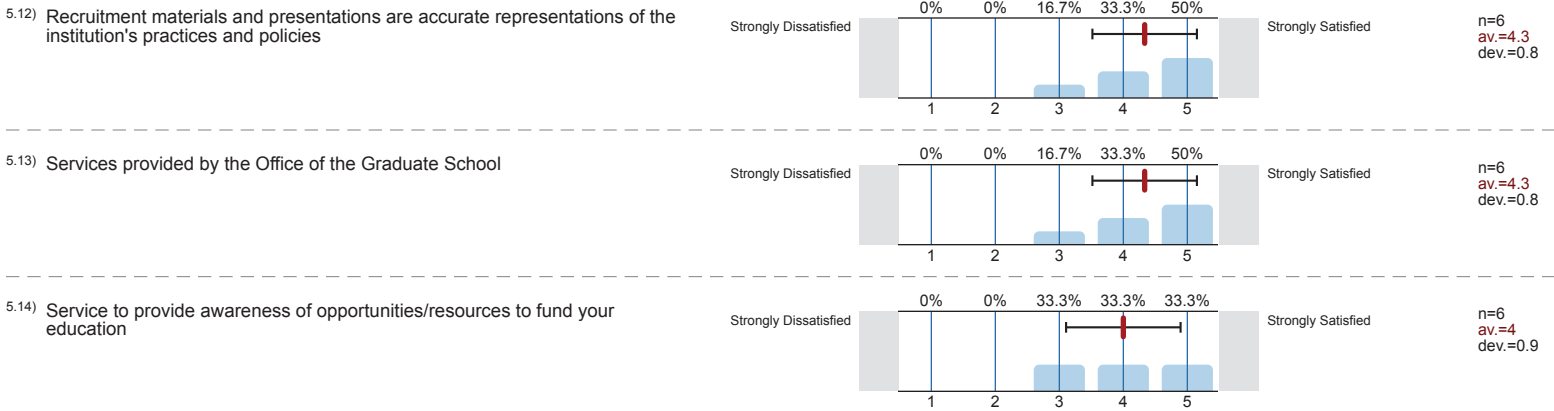 5.12) Recruitment materials and presentations are accurate representations of the
institution's practices and policies
Strongly Dissatisfied
0% 0% 16.7% 33.3% 50%
1 2 3 4 5
Strongly Satisfied
n=6
av.=4.3
dev.=0.8
5.13) Services provided by the Office of the Graduate School
Strongly Dissatisfied
0% 0% 16.7% 33.3% 50%
1 2 3 4 5
Strongly Satisfied
n=6
av.=4.3
dev.=0.8
5.14) Service to provide awareness of opportunities/resources to fund your
education
Strongly Dissatisfied
0% 0% 33.3% 33.3% 33.3%
1 2 3 4 5
Strongly Satisfied
n=6
av.=4
dev.=0.9